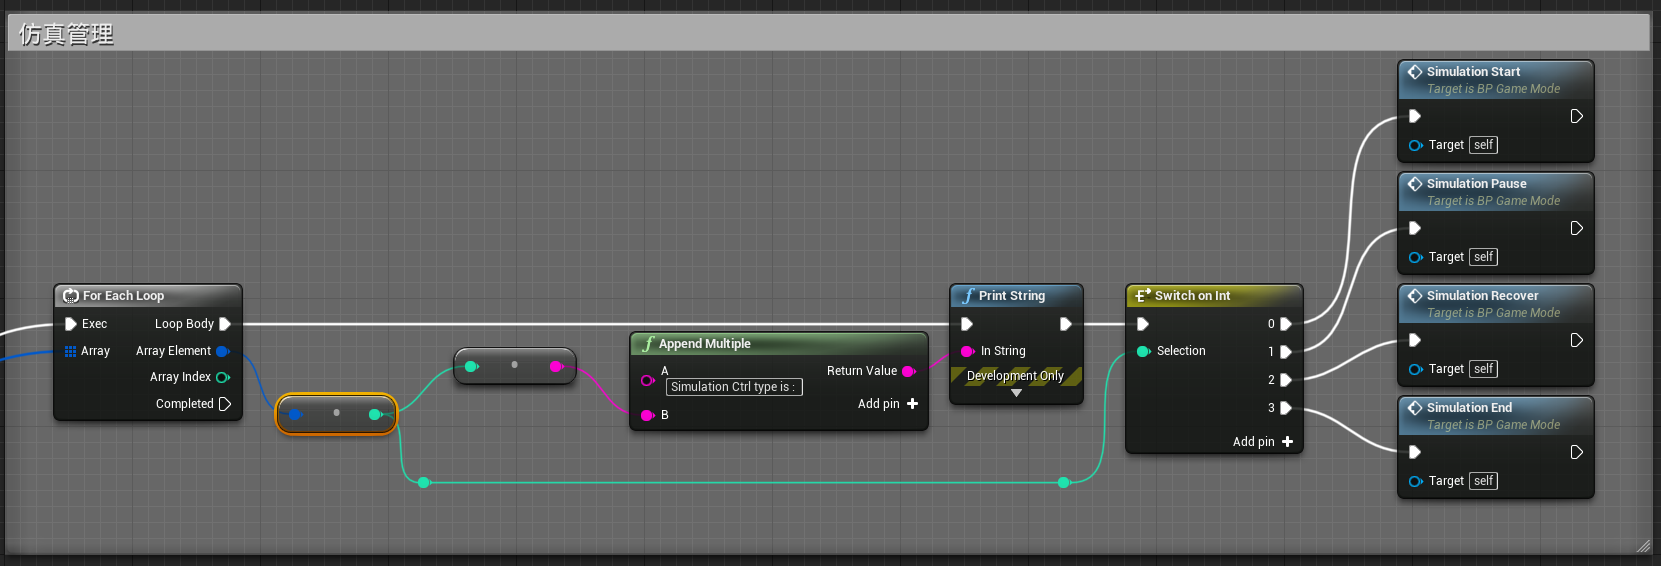 仿真管理
For Each Loop
Exec
Loop Body
Array
Array Element
Array Index
Completed
Append Multiple
A
Simulation Ctrl type is :
Return Value
B
Add pin
Print String
In String
Development Only
Switch on Int
0
Selection
1
2
3
Add pin
Simulation Start
Target is BP Game Mode
Target self
Simulation Pause
Target is BP Game Mode
Target self
Simulation Recover
Target is BP Game Mode
Target self
Simulation End
Target is BP Game Mode
Target self